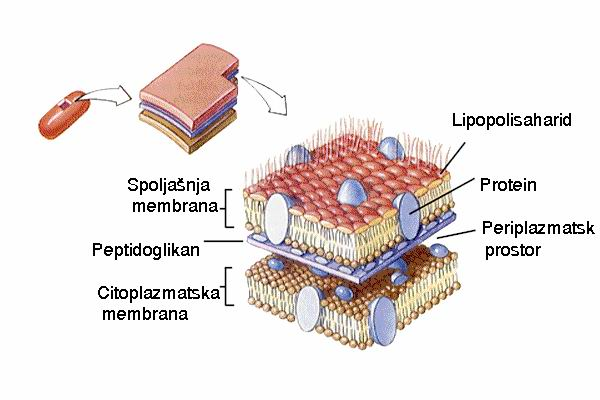 Lipopolisaharid
Spoljašnja
membrana
Protein
Peptidoglikan
Periplazmatsk
prostor
Citoplazmatska
membrana